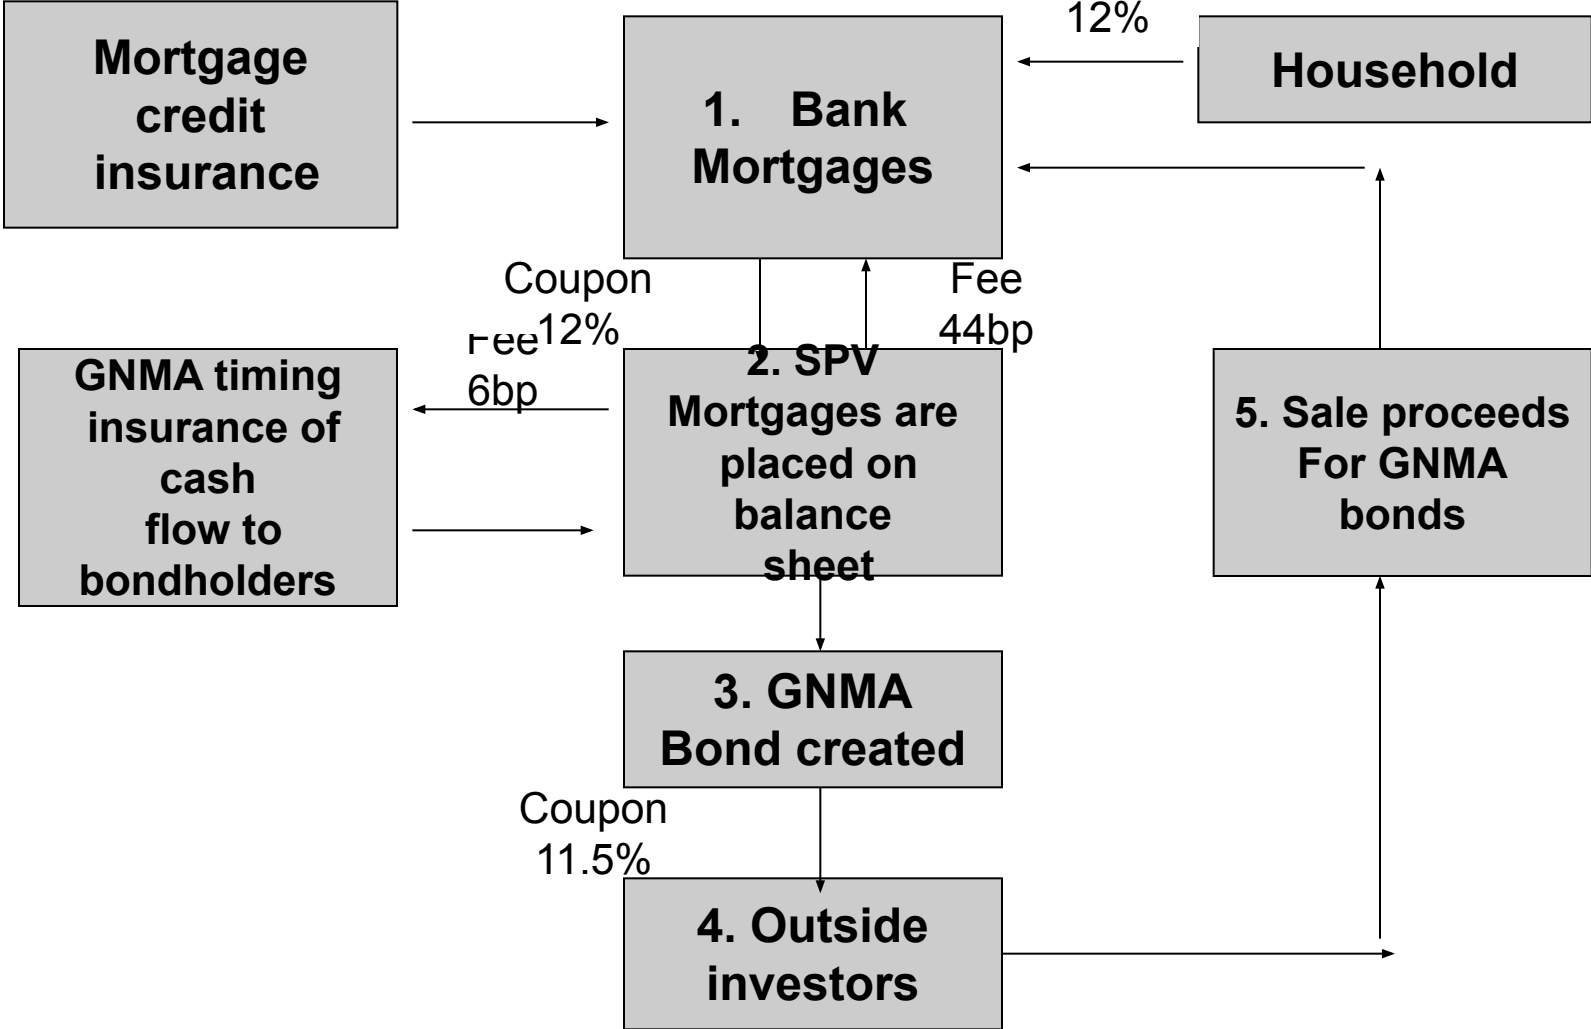 12%
Mortgage
credit
insurance
1. Bank
Mortgages
Household
Coupon
12%
Fee
44bp
Fee
6bp
GNMA timing
insurance of
cash
flow to
bondholders
2. SPV
Mortgages are
placed on
balance
sheet
5. Sale proceeds
For GNMA
bonds
3. GNMA
Bond created
Coupon
11.5%
4. Outside
investors